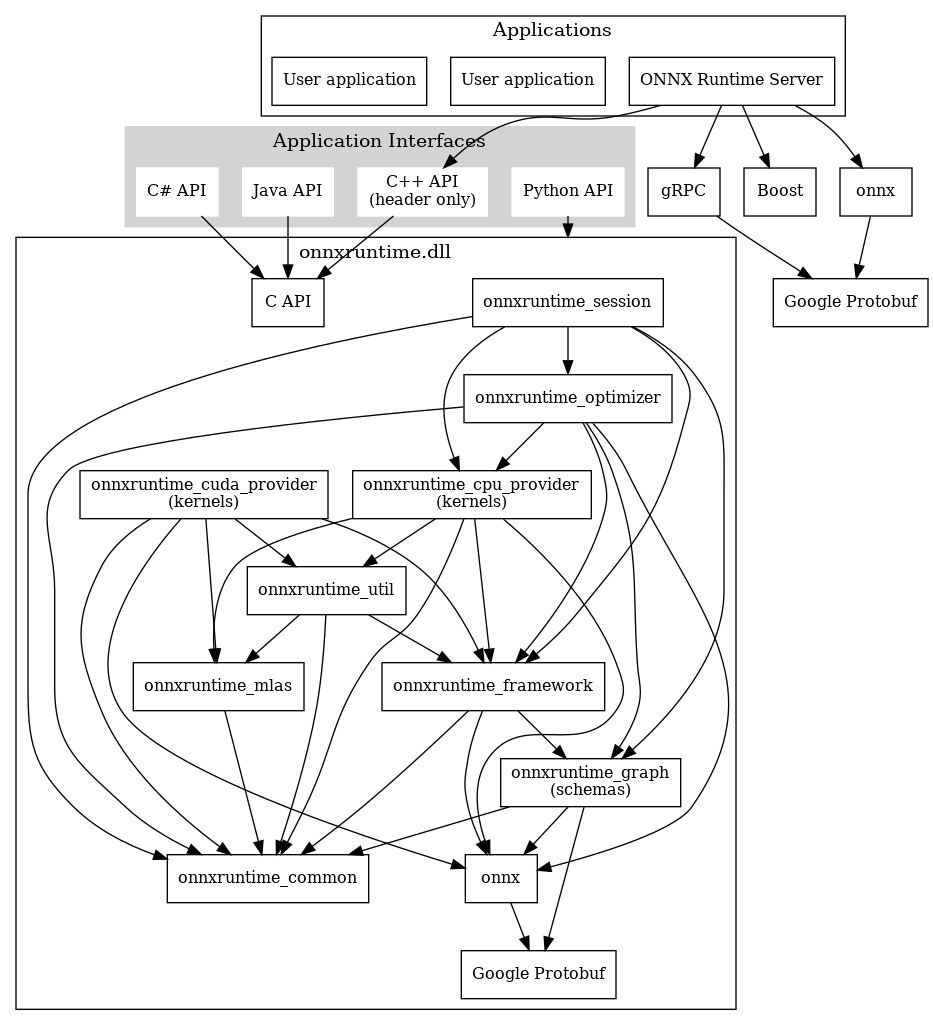 Applications
User application
User application
ONNX Runtime Server
Application Interfaces
C# API
Java API
C++ API
(header only)
Python API
gRPC
Boost
onnx
onnxruntime.dll
C API
onnxruntime_session
Google Protobuf
onnxruntime_optimizer
onnxruntime_cuda_provider
(kernels)
onnxruntime_cpu_provider
(kernels)
onnxruntime_util
onnxruntime_mlas
onnxruntime_framework
onnxruntime_graph
(schemas)
onnxruntime_common
onnx
Google Protobuf